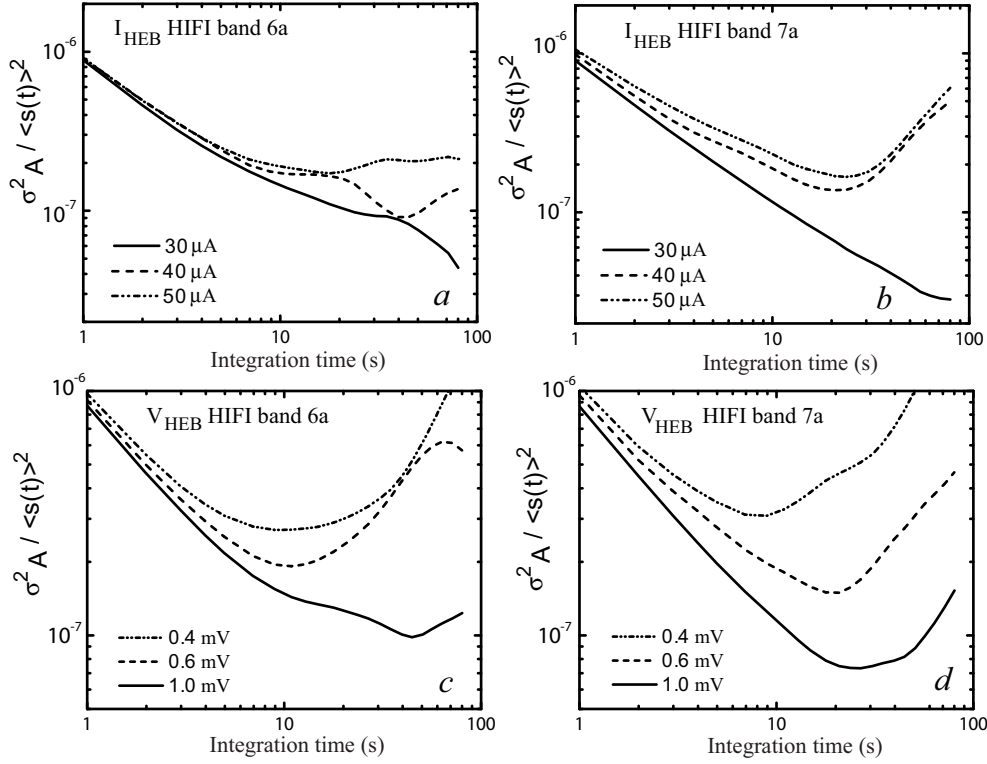 I_HEB HIFI band 6a
10^-6
10^-7
σ^2 A / <s(t)>^2
30 µA
40 µA
50 µA
a
1
10
100
Integration time (s)
I_HEB HIFI band 7a
10^-6
10^-7
σ^2 A / <s(t)>^2
30 µA
40 µA
50 µA
b
1
10
100
Integration time (s)
V_HEB HIFI band 6a
10^-6
10^-7
σ^2 A / <s(t)>^2
0.4 mV
0.6 mV
1.0 mV
c
1
10
100
Integration time (s)
V_HEB HIFI band 7a
10^-6
10^-7
σ^2 A / <s(t)>^2
0.4 mV
0.6 mV
1.0 mV
d
1
10
100
Integration time (s)